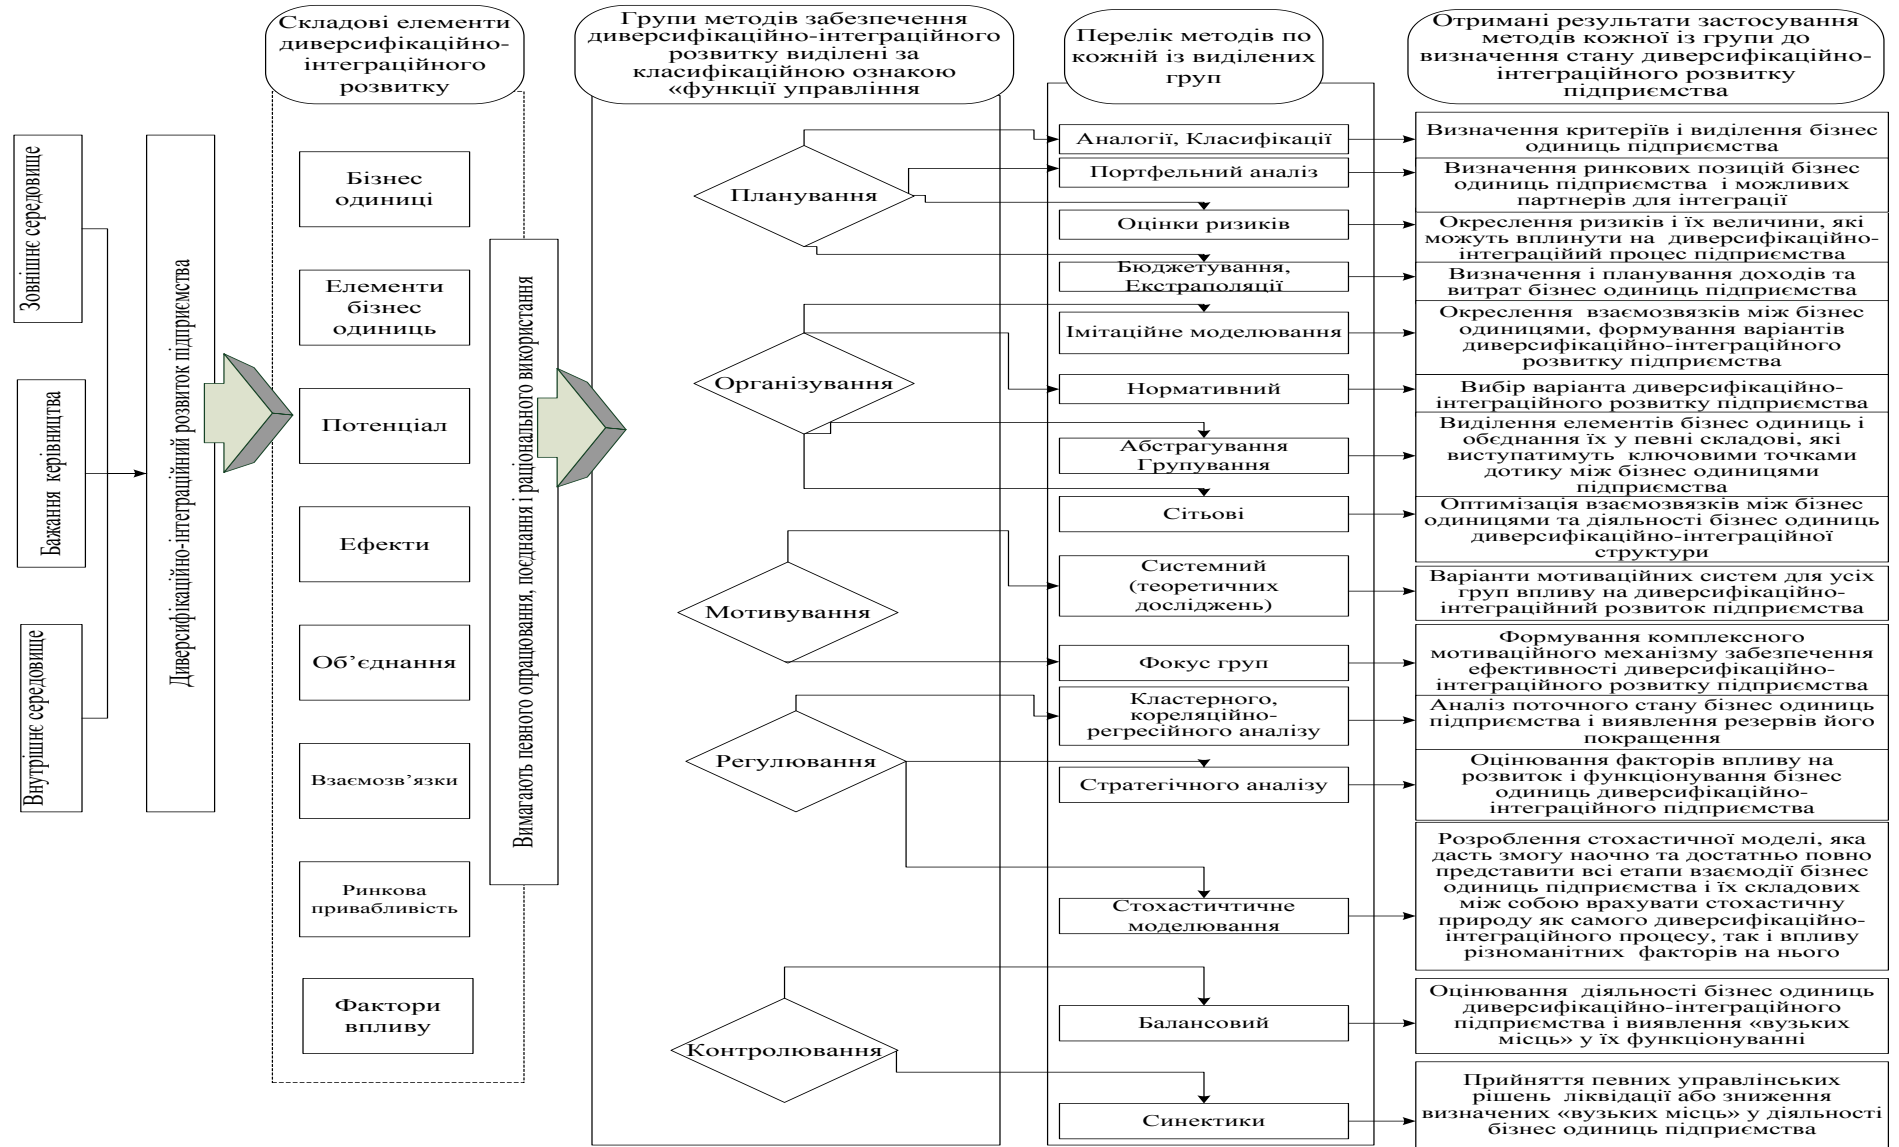 Складові елементи
диверсифікаційно-
інтеграційного
розвитку
Групи методів забезпечення
диверсифікаційно-інтеграційного
розвитку виділені за
класифікаційною ознакою
«функції управління
Перелік методів по
кожній із виділених
груп
Отримані результати застосування
методів кожної із групи до
визначення стану диверсифікаційно-
інтеграційного розвитку
підприємства
Зовнішнє середовище
Бажання керівництва
Внутрішнє середовище
Диверсифікаційно-інтеграційний розвиток підприємства
Бізнес
одиниці
Елементи
бізнес
одиниць
Потенціал
Ефекти
Об’єднання
Взаємозв’язки
Ринкова
привабливість
Фактори
впливу
Вимагають певного опрацювання, поєднання і раціонального використання
Планування
Організування
Мотивування
Регулювання
Контролювання
Аналогії, Класифікації
Портфельний аналіз
Оцінки ризиків
Бюджетування,
Екстраполяції
Імітаційне моделювання
Нормативний
Абстрагування
Групування
Сітьові
Системний
(теоретичних
досліджень)
Фокус груп
Кластерного,
кореляційно-
регресійного аналізу
Стратегічного аналізу
Стохастичтичне
моделювання
Балансовий
Синектики
Визначення критеріїв і виділення бізнес
одиниць підприємства
Визначення ринкових позицій бізнес
одиниць підприємства і можливих
партнерів для інтеграції
Окреслення ризиків і їх величини, які
можуть вплинути на диверсифікаційно-
інтеграційий процес підприємства
Визначення і планування доходів та
витрат бізнес одиниць підприємства
Окреслення взаємозвязків між бізнес
одиницями, формування варіантів
диверсифікаційно-інтеграційного
розвитку підприємства
Вибір варіанта диверсифікаційно-
інтеграційного розвитку підприємства
Виділення елементів бізнес одиниць і
обєднання їх у певні складові, які
виступатимуть ключовими точками
дотику між бізнес одиницями
підприємства
Оптимізація взаємозвязків між бізнес
одиницями та діяльності бізнес одиниць
диверсифікаційно-інтеграційної
структури
Варіанти мотиваційних систем для усіх
груп впливу на диверсифікаційно-
інтеграційний розвиток підприємства
Формування комплексного
мотиваційного механізму забезпечення
ефективності диверсифікаційно-
інтеграційного розвитку підприємства
Аналіз поточного стану бізнес одиниць
підприємства і виявлення резервів його
покращення
Оцінювання факторів впливу на
розвиток і функціонування бізнес
одиниць диверсифікаційно-
інтеграційного підприємства
Розроблення стохастичної моделі, яка
дасть змогу наочно та достатньо повно
представити всі етапи взаємодії бізнес
одиниць підприємства і їх складових
між собою врахувати стохастичну
природу як самого диверсифікаційно-
інтеграційного процесу, так і впливу
різноманітних факторів на нього
Оцінювання діяльності бізнес одиниць
диверсифікаційно-інтеграційного
підприємства і виявлення «вузьких
місць» у їх функціонуванні
Прийняття певних управлінських
рішень ліквідації або зниження
визначених «вузьких місць» у діяльності
бізнес одиниць підприємства